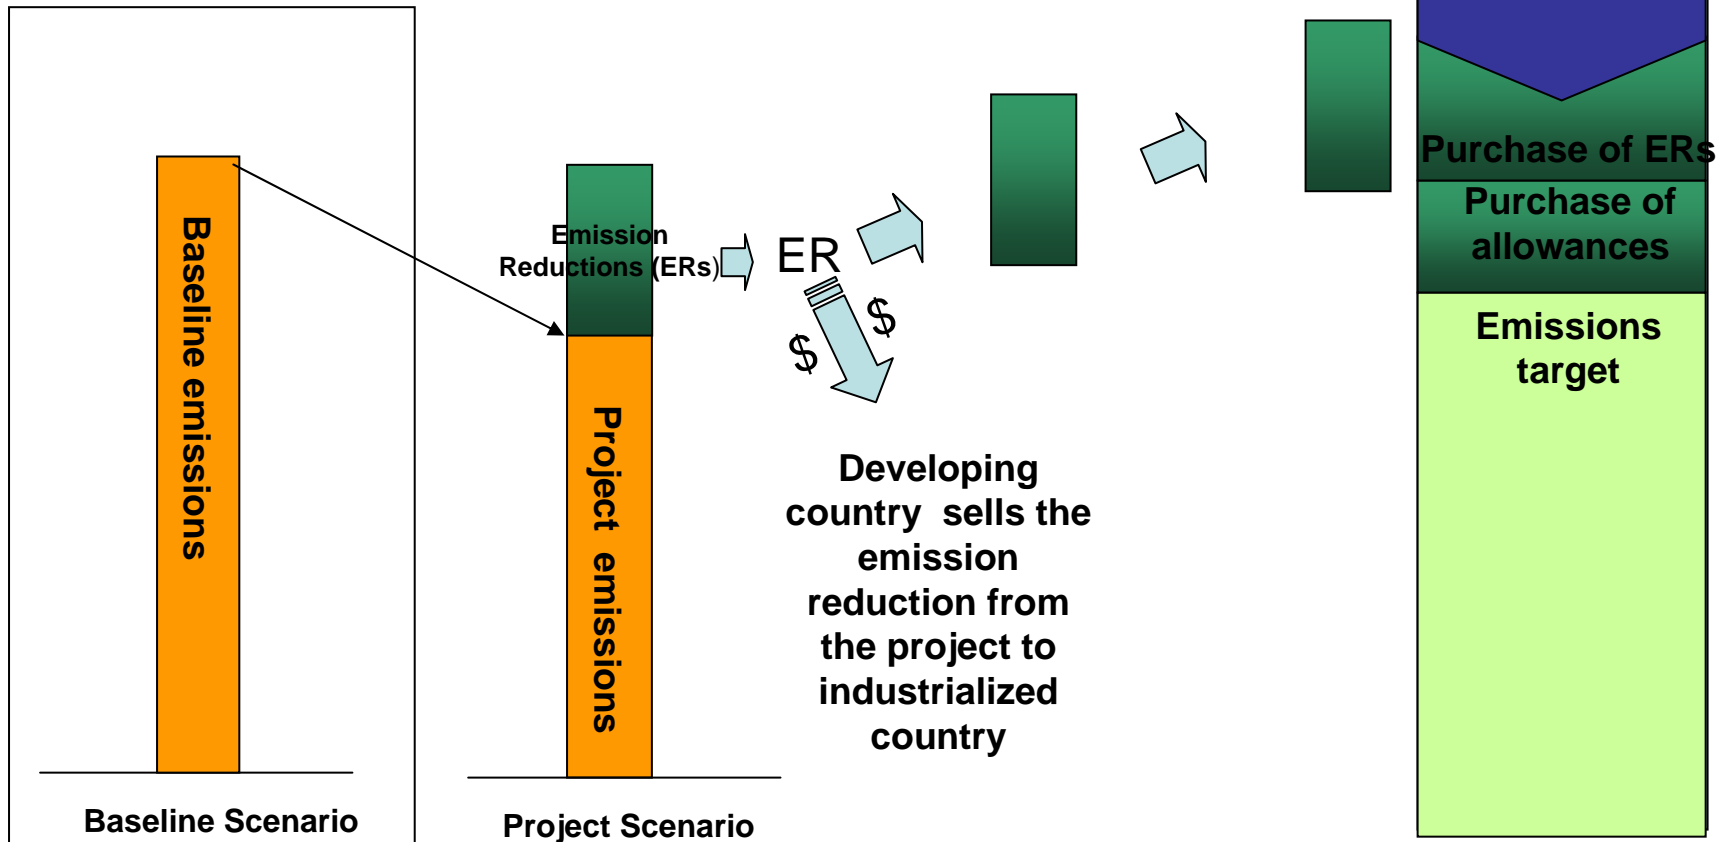 Baseline emissions
Baseline Scenario
Emission
Reductions (ERs)
Project emissions
Project Scenario
ER
$
$
Developing
country sells the
emission
reduction from
the project to
industrialized
country
Purchase of ERs
Purchase of
allowances
Emissions
target